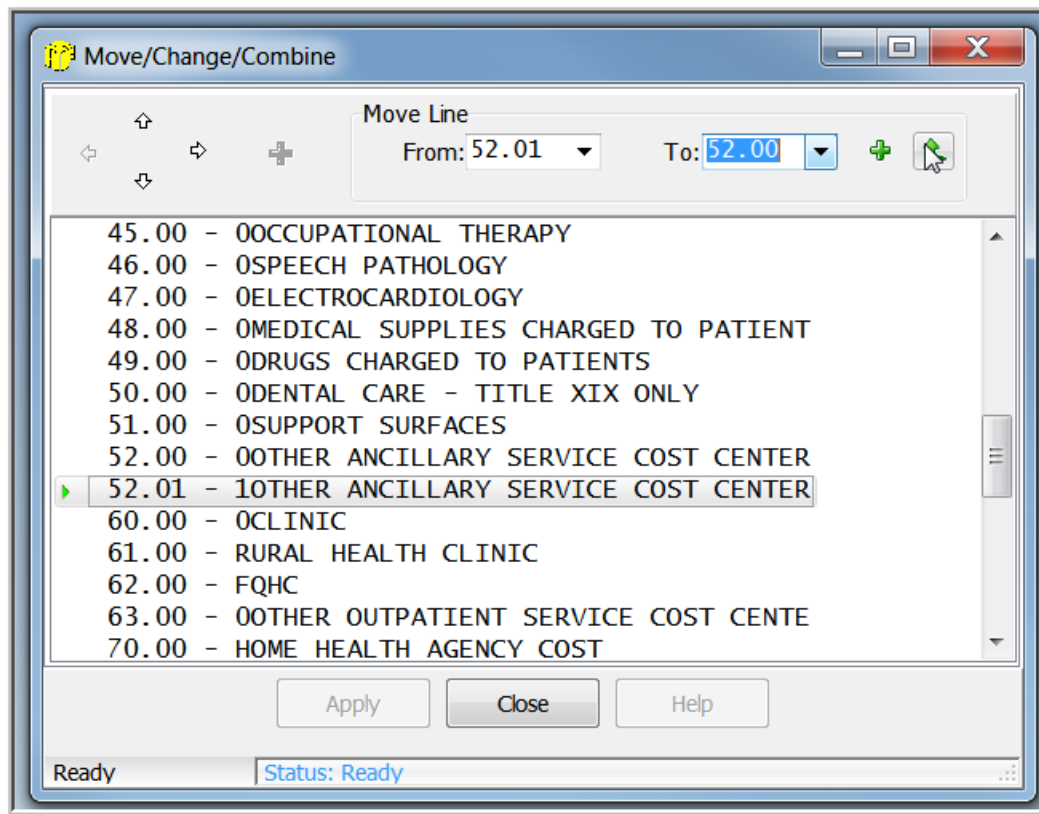 Move/Change/Combine
Move Line
From: 52.01 To: 52.00
45.00 - 0OCCUPATIONAL THERAPY
46.00 - 0SPEECH PATHOLOGY
47.00 - 0ELECTROCARDIOLOGY
48.00 - 0MEDICAL SUPPLIES CHARGED TO PATIENT
49.00 - 0DRUGS CHARGED TO PATIENTS
50.00 - 0DENTAL CARE - TITLE XIX ONLY
51.00 - 0SUPPORT SURFACES
52.00 - 0OTHER ANCILLARY SERVICE COST CENTER
52.01 - 1OTHER ANCILLARY SERVICE COST CENTER
60.00 - 0CLINIC
61.00 - RURAL HEALTH CLINIC
62.00 - FQHC
63.00 - 0OTHER OUTPATIENT SERVICE COST CENTE
70.00 - HOME HEALTH AGENCY COST
Apply Close Help
Ready Status: Ready